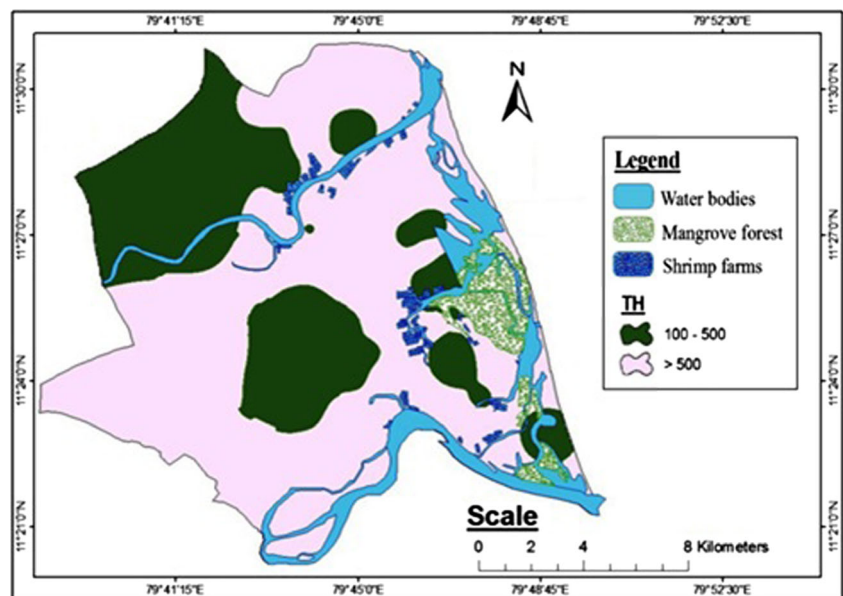 79°41'15"E 79°45'0"E 79°48'45"E 79°52'30"E
11°30'0"N
11°27'0"N
11°24'0"N
11°21'0"N
N
Legend
Water bodies
Mangrove forest
Shrimp farms
TH
100 - 500
> 500
11°30'0"N
11°27'0"N
11°24'0"N
11°21'0"N
Scale
0 2 4 8 Kilometers
79°41'15"E 79°45'0"E 79°48'45"E 79°52'30"E